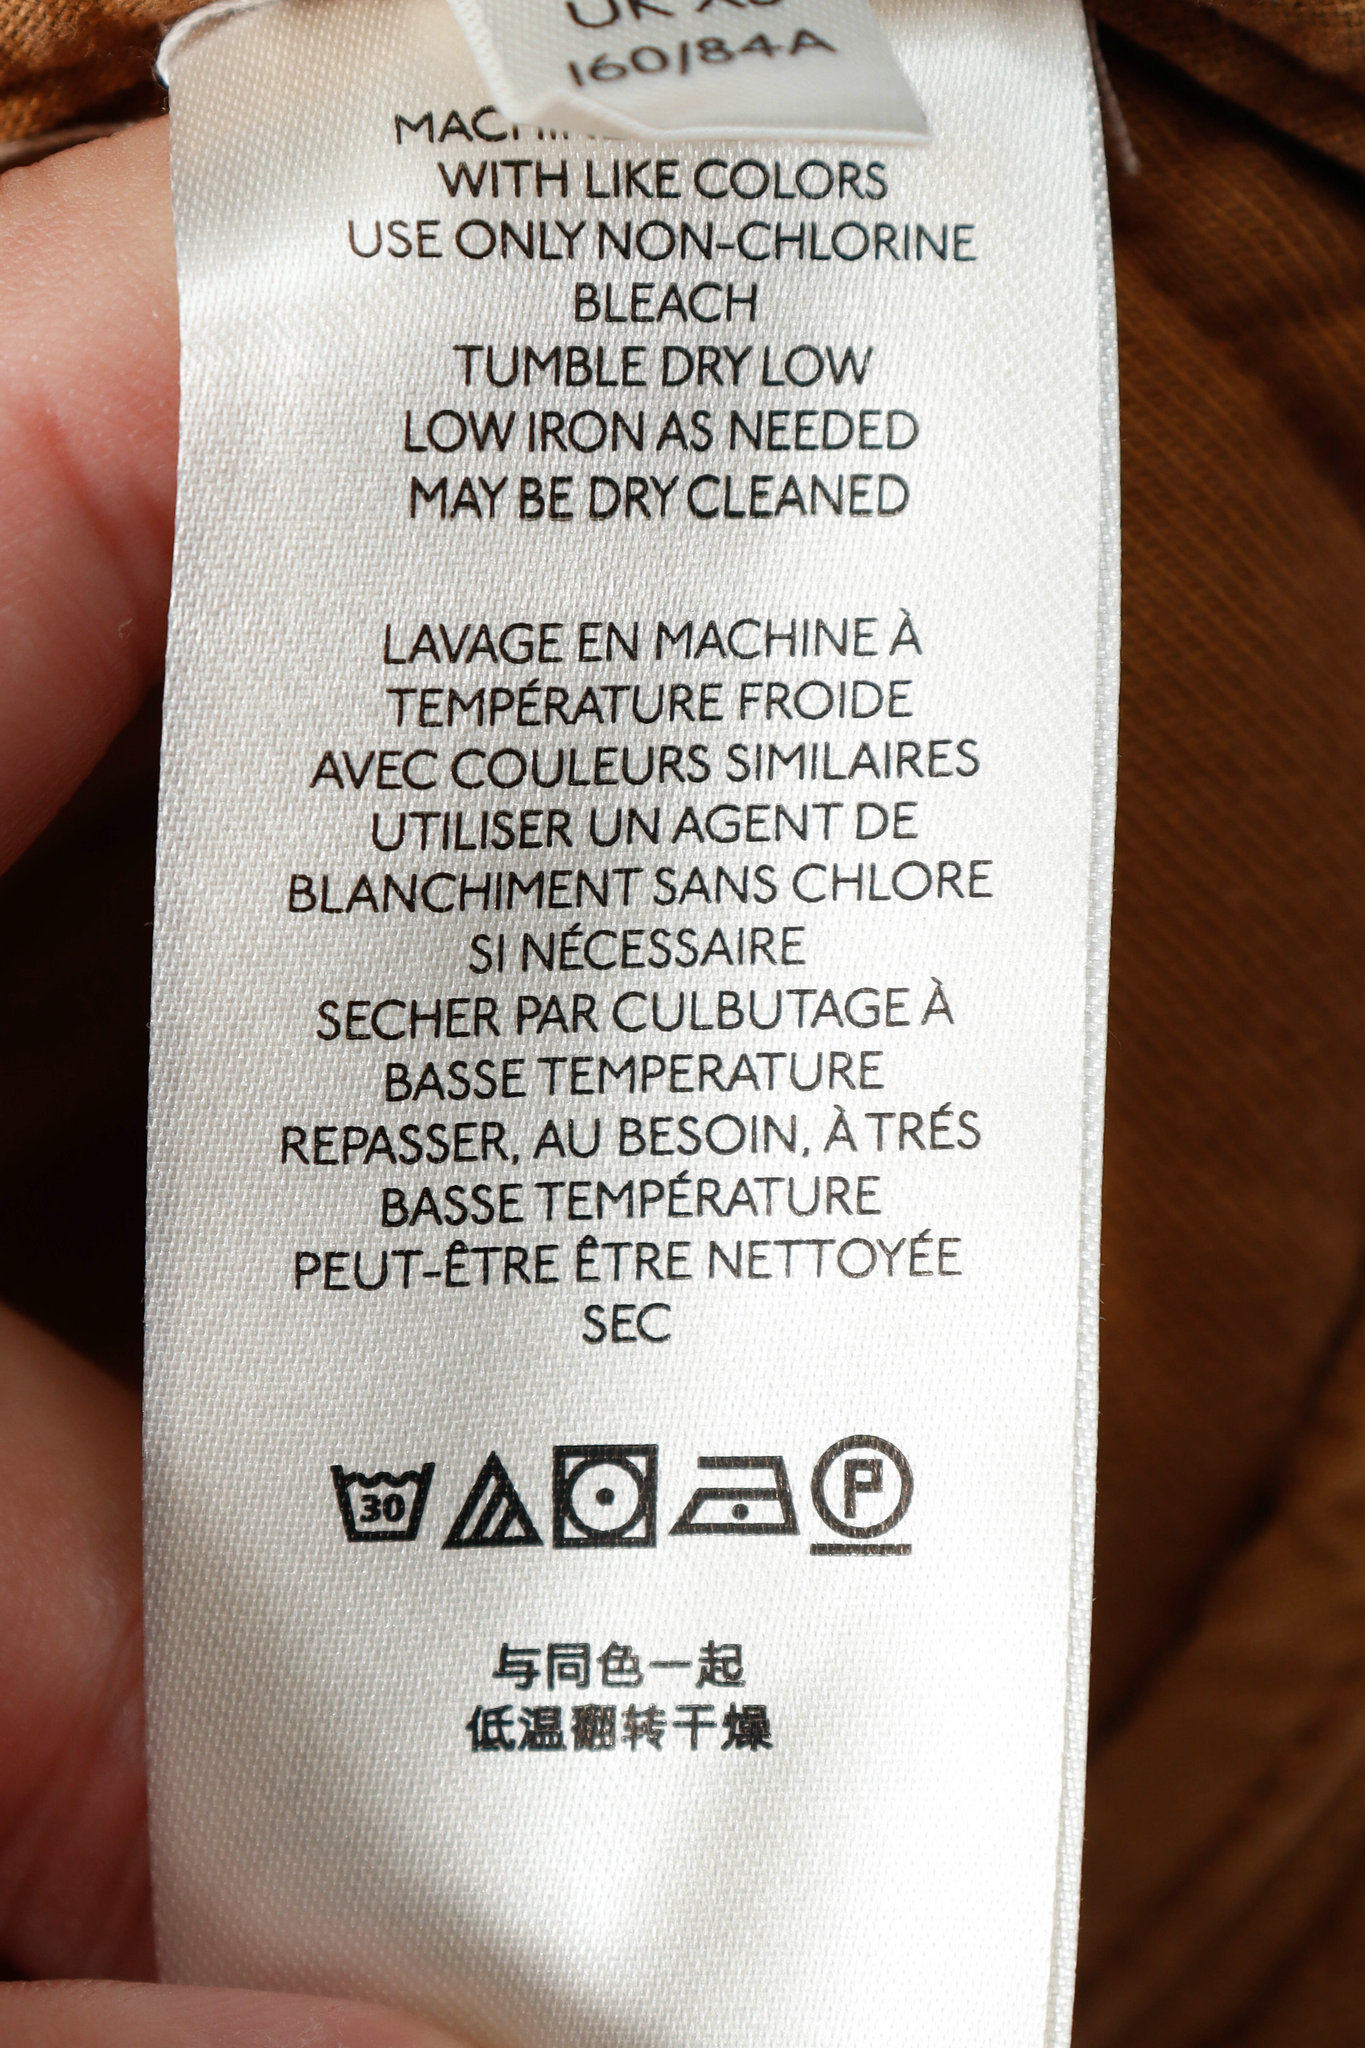 160/84A
WITH LIKE COLORS
USE ONLY NON-CHLORINE
BLEACH
TUMBLE DRY LOW
LOW IRON AS NEEDED
MAY BE DRY CLEANED
LAVAGE EN MACHINE À
TEMPÉRATURE FROIDE
AVEC COULEURS SIMILAIRES
UTILISER UN AGENT DE
BLANCHIMENT SANS CHLORE
SI NÉCESSAIRE
SECHER PAR CULBUTAGE À
BASSE TEMPERATURE
REPASSER, AU BESOIN, À TRÉS
BASSE TEMPÉRATURE
PEUT-ÊTRE ÊTRE NETTOYÉE
SEC
30 P
与同色一起
低温翻转干燥